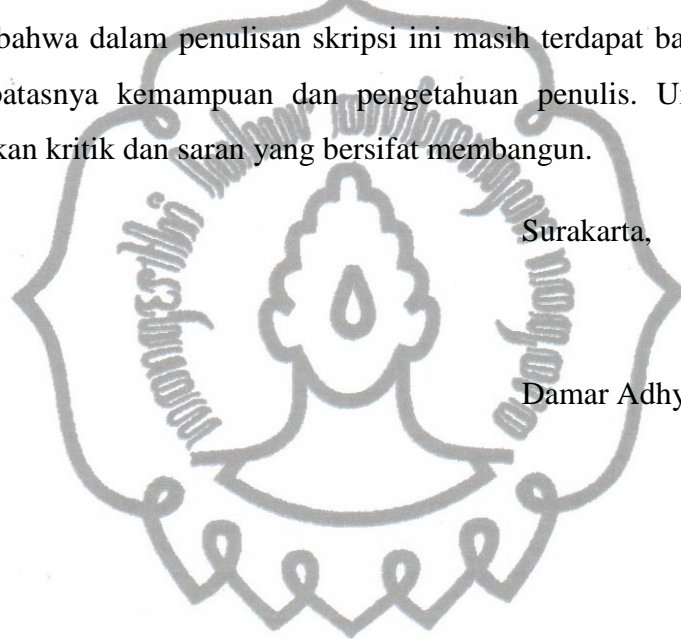 bahwa dalam penulisan skripsi ini masih terdapat ba
batasnya kemampuan dan pengetahuan penulis. U
kan kritik dan saran yang bersifat membangun.
Surakarta,
Damar Adhy